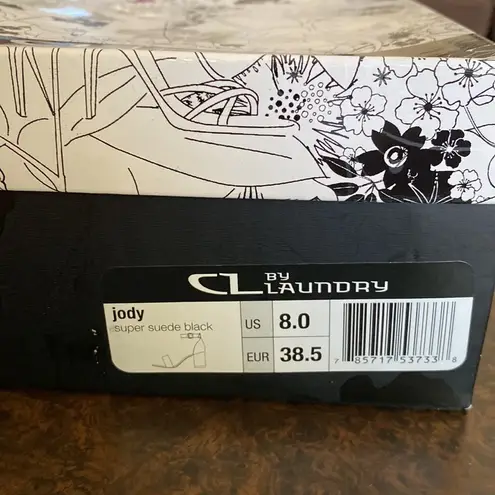 CL BY LAUNDRY
jody
super suede black
US 8.0
EUR 38.5
7 85717 53733 8